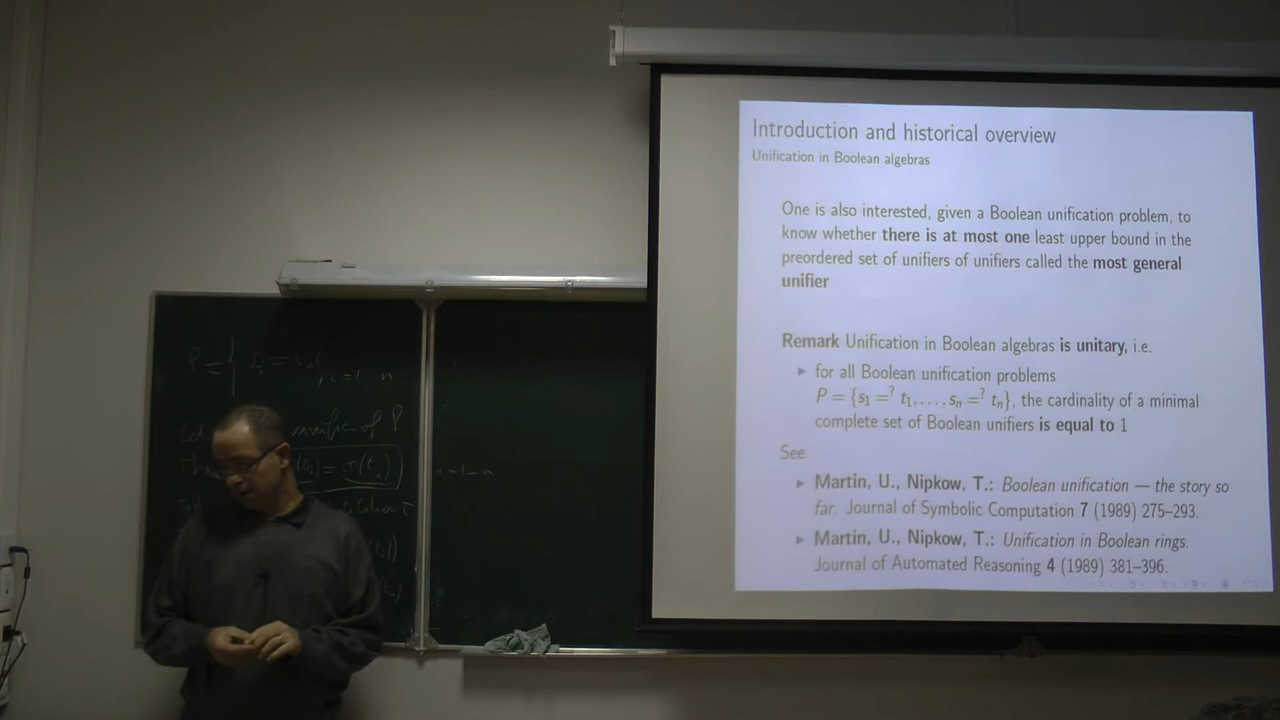 Introduction and historical overview
Unification in Boolean algebras
One is also interested, given a Boolean unification problem, to
know whether there is at most one least upper bound in the
preordered set of unifiers of unifiers called the most general
unifier
Remark Unification in Boolean algebras is unitary, i.e.
▶ for all Boolean unification problems
P = {s₁ =? t₁, . . . , sₙ =? tₙ}, the cardinality of a minimal
complete set of Boolean unifiers is equal to 1
See
▶ Martin, U., Nipkow, T.: Boolean unification — the story so
far. Journal of Symbolic Computation 7 (1989) 275–293.
▶ Martin, U., Nipkow, T.: Unification in Boolean rings.
Journal of Automated Reasoning 4 (1989) 381–396.
P = {
Let unifier of P
= σ(tᵢ) i=1-n